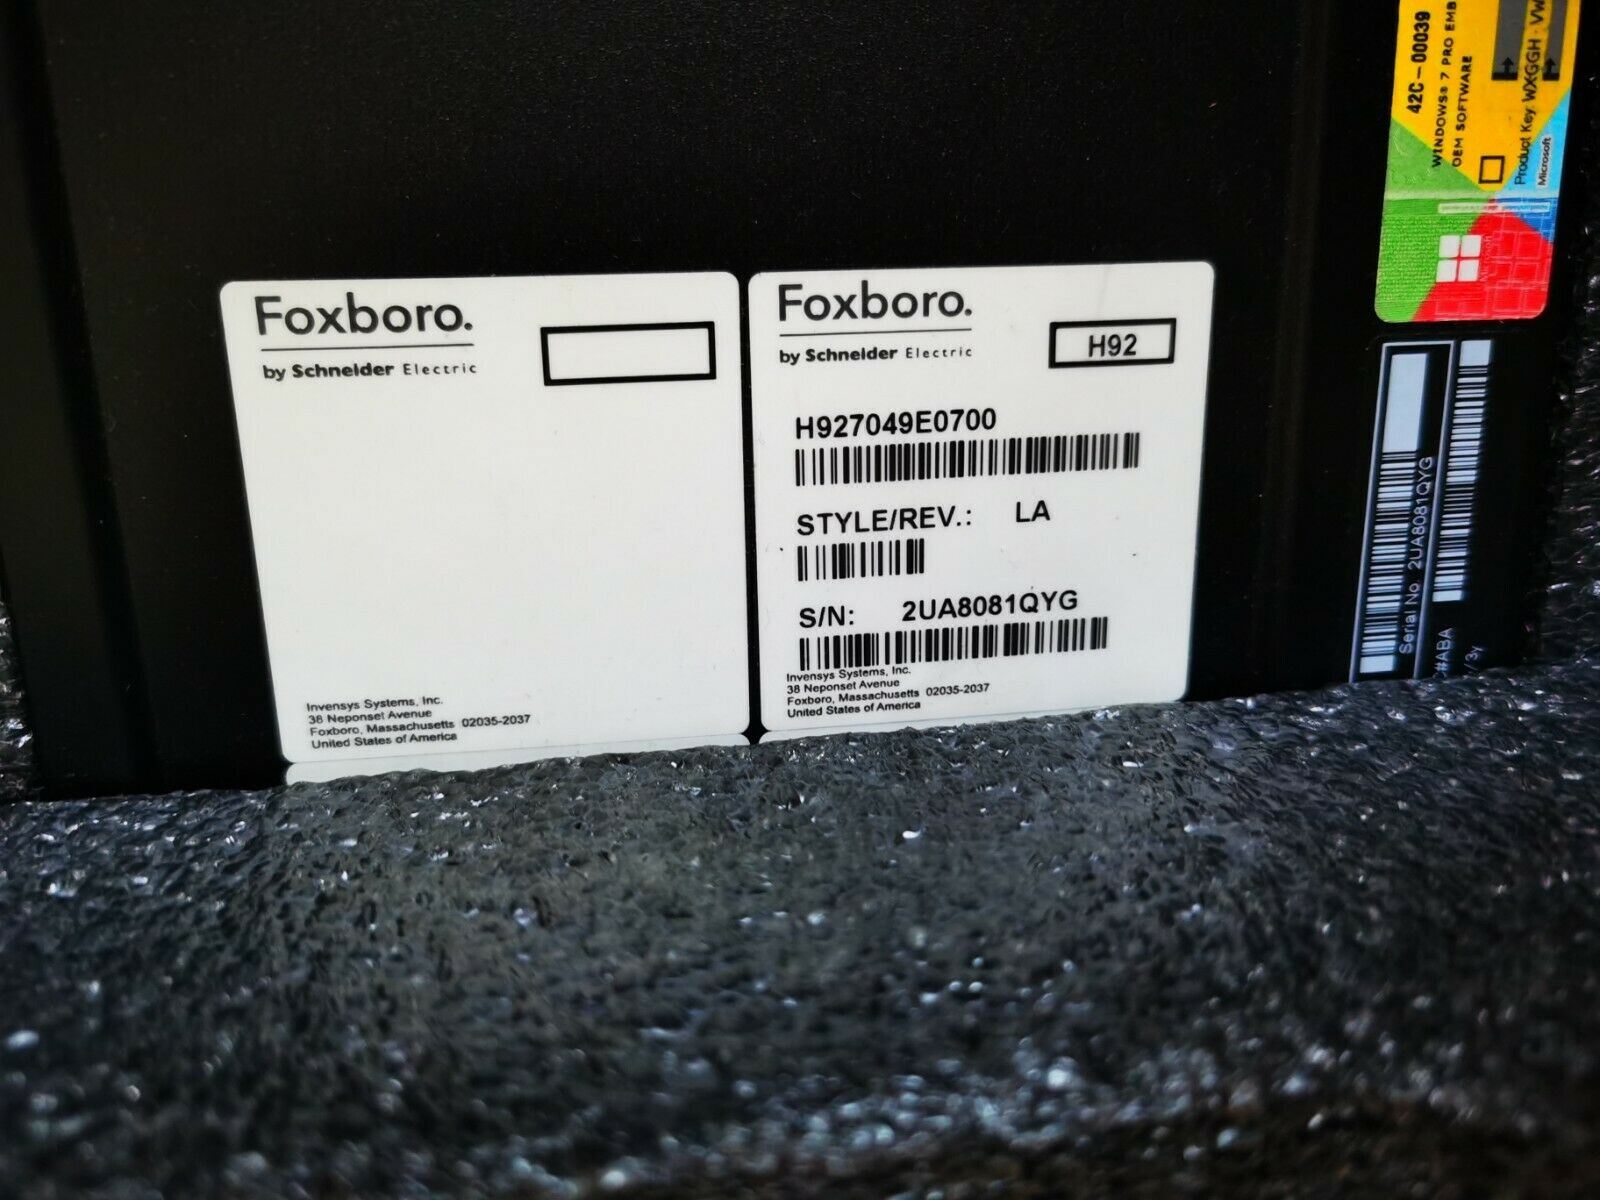 Foxboro.
by Schneider Electric
Invensys Systems, Inc.
38 Neponset Avenue
Foxboro, Massachusetts 02035-2037
United States of America
Foxboro.
by Schneider Electric
H92
H927049E0700
STYLE/REV.: LA
S/N: 2UA8081QYG
Invensys Systems, Inc.
38 Neponset Avenue
Foxboro, Massachusetts 02035-2037
United States of America
42C-00039
WINDOWS® 7 PRO EMB
OEM SOFTWARE
Product Key: WXGGH-VW
Microsoft
Microsoft
Serial No. 2UA8081QYG
#ABA
/3y